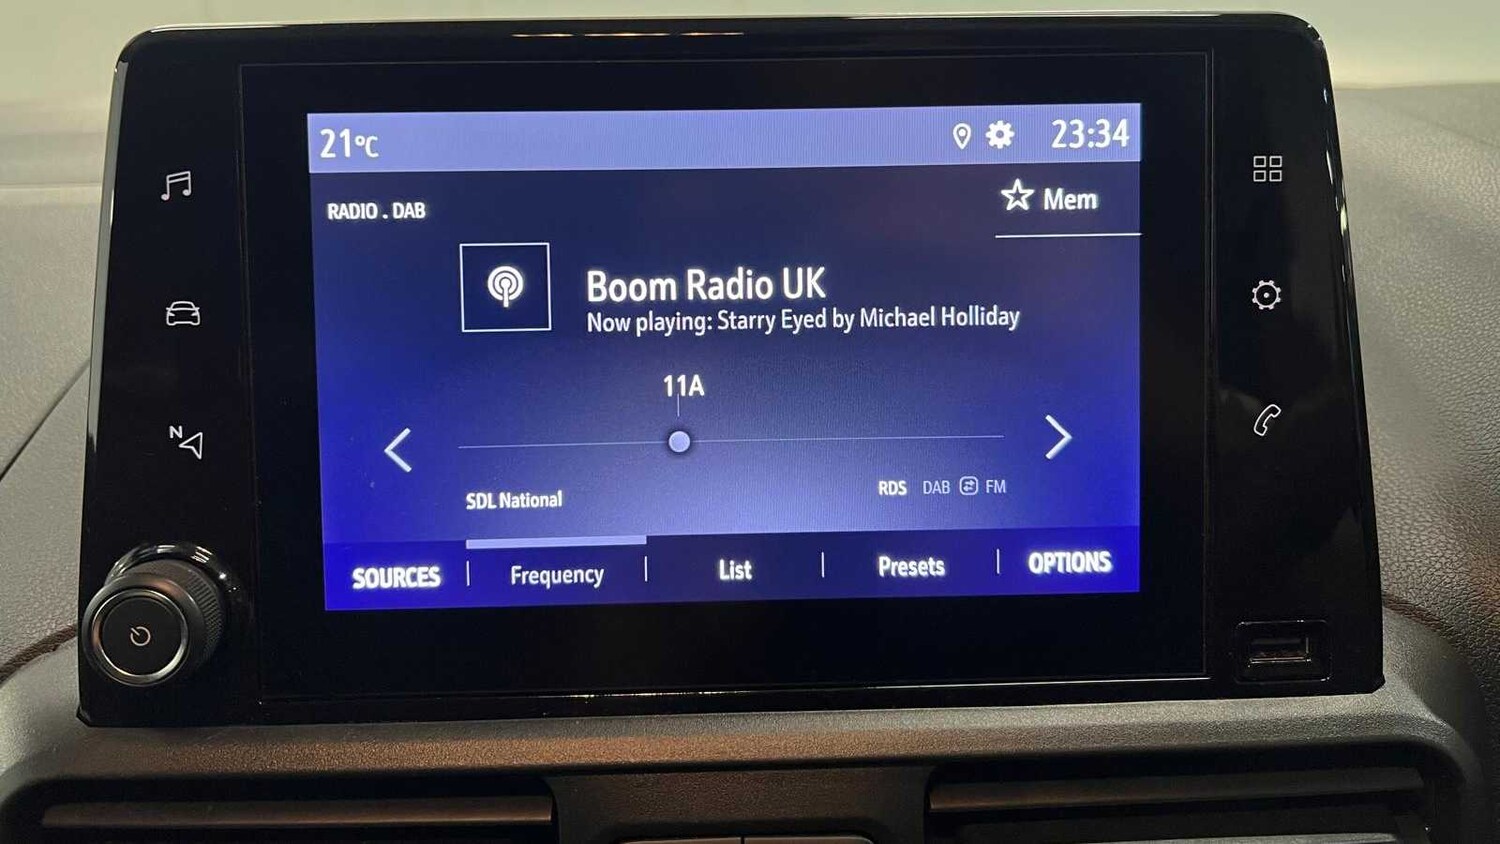 21°C
23:34
RADIO . DAB
Mem
Boom Radio UK
Now playing: Starry Eyed by Michael Holliday
11A
N
SDL National
RDS DAB FM
SOURCES | Frequency | List | Presets | OPTIONS